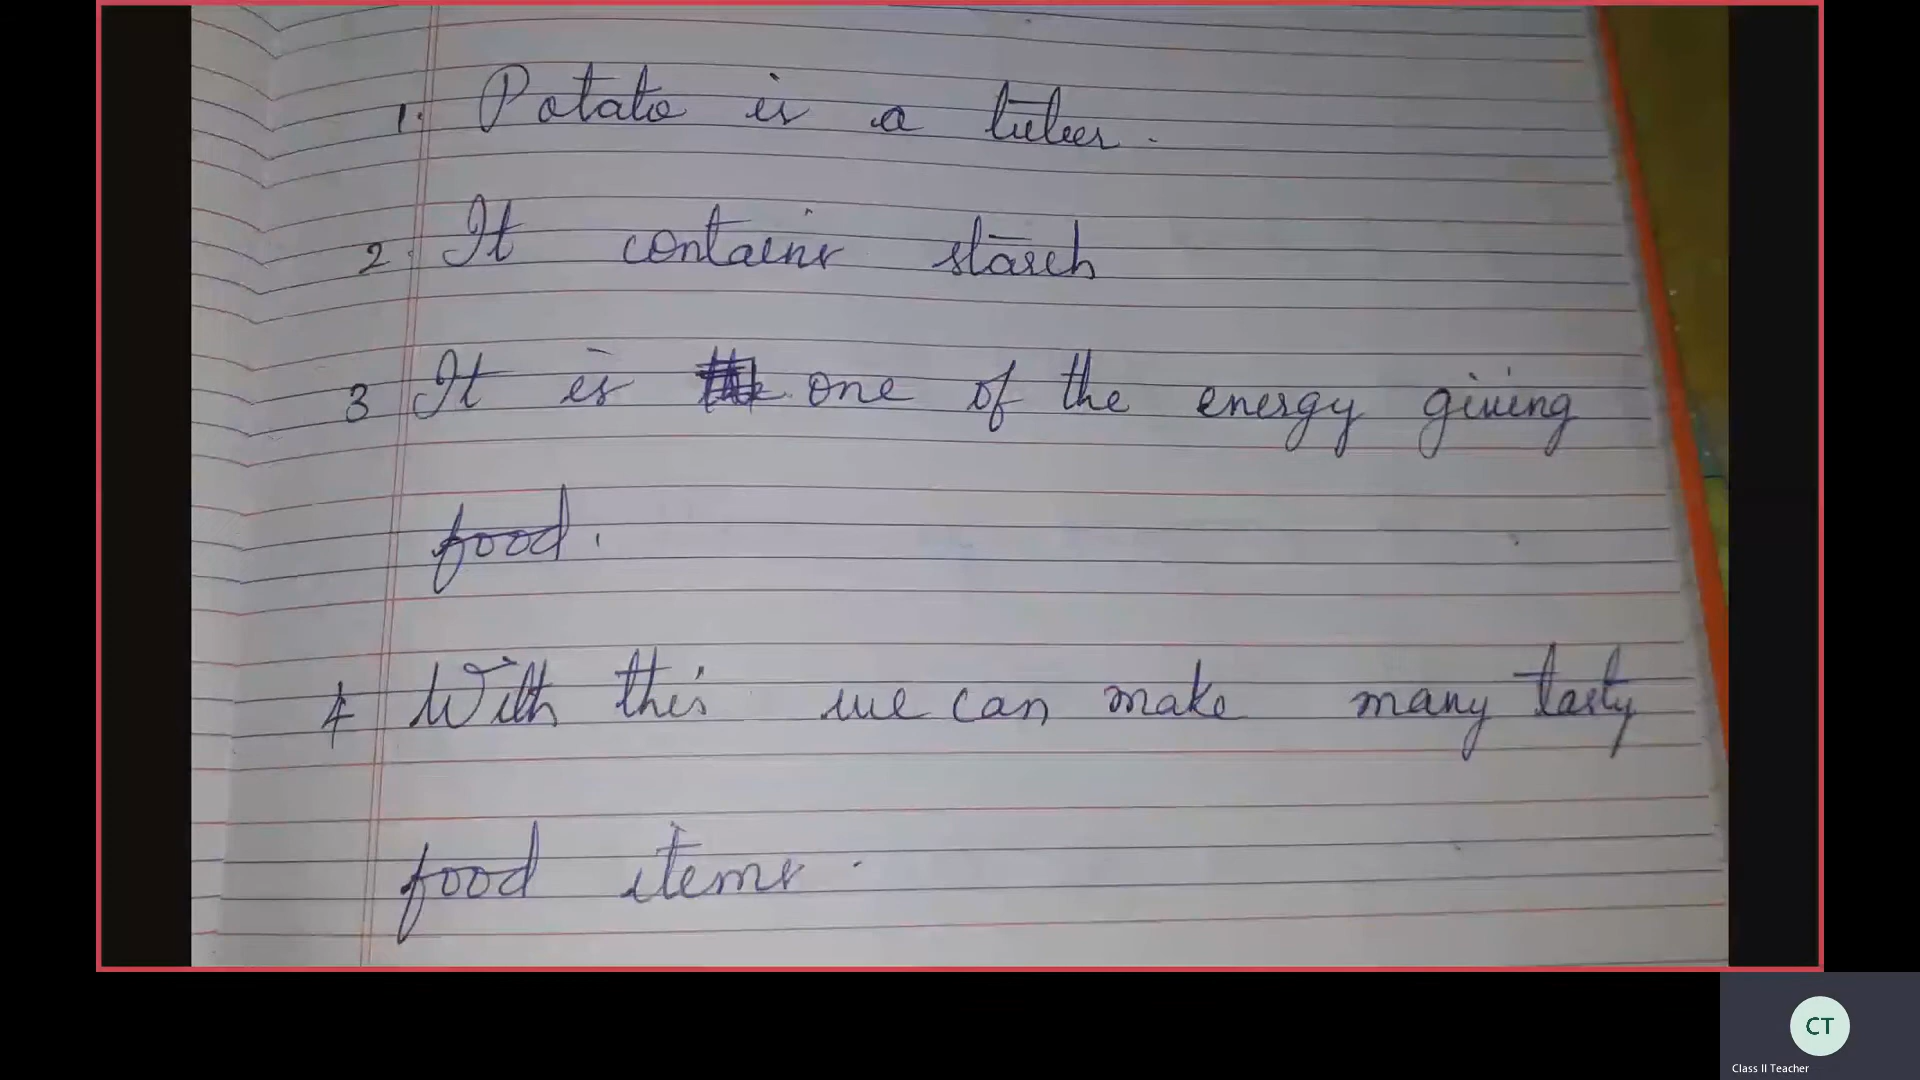 1. Potato is a tuber.
2. It contains starch
3 It is one of the energy giving
food.
4 With this we can make many tasty
food items.
CT
Class II Teacher